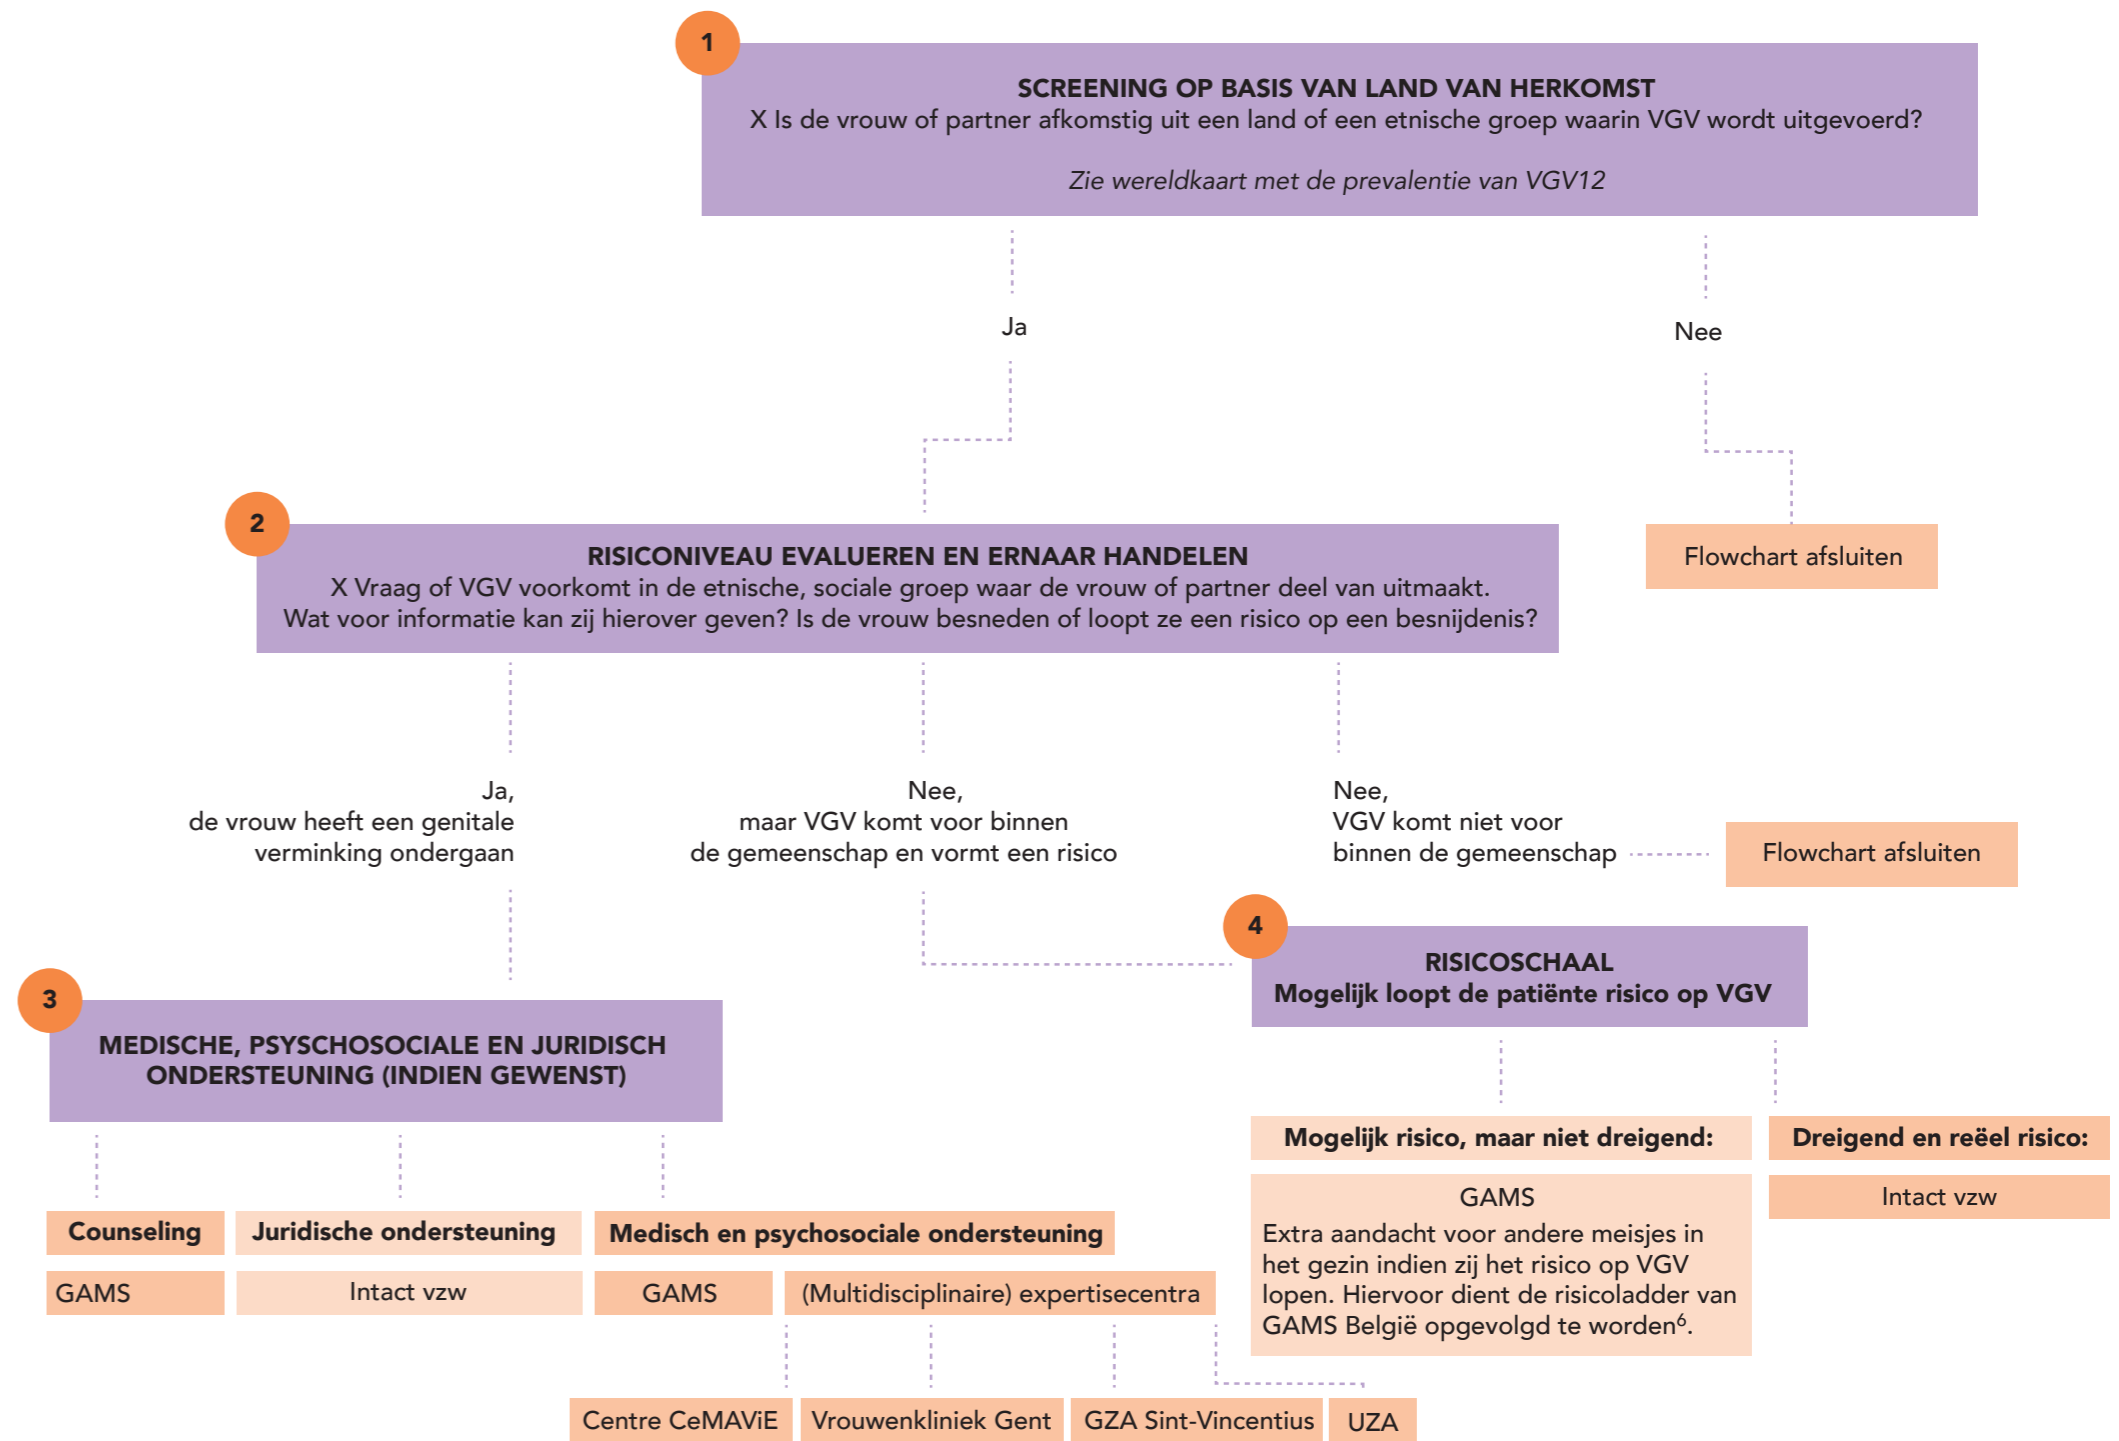 1
SCREENING OP BASIS VAN LAND VAN HERKOMST
X Is de vrouw of partner afkomstig uit een land of een etnische groep waarin VGV wordt uitgevoerd?
Zie wereldkaart met de prevalentie van VGV12
Ja
Nee
2
RISICONIVEAU EVALUEREN EN ERNAAR HANDELEN
X Vraag of VGV voorkomt in de etnische, sociale groep waar de vrouw of partner deel van uitmaakt.
Wat voor informatie kan zij hierover geven? Is de vrouw besneden of loopt ze een risico op een besnijdenis?
Flowchart afsluiten
Ja,
de vrouw heeft een genitale
verminking ondergaan
Nee,
maar VGV komt voor binnen
de gemeenschap en vormt een risico
Nee,
VGV komt niet voor
binnen de gemeenschap
Flowchart afsluiten
3
MEDISCHE, PSYSCHOSOCIALE EN JURIDISCH
ONDERSTEUNING (INDIEN GEWENST)
4
RISICOSCHAAL
Mogelijk loopt de patiënte risico op VGV
Counseling
GAMS
Juridische ondersteuning
Intact vzw
Medisch en psychosociale ondersteuning
GAMS
(Multidisciplinaire) expertisecentra
Centre CeMAViE
Vrouwenkliniek Gent
GZA Sint-Vincentius
UZA
Mogelijk risico, maar niet dreigend:
GAMS
Extra aandacht voor andere meisjes in
het gezin indien zij het risico op VGV
lopen. Hiervoor dient de risicoladder van
GAMS België opgevolgd te worden⁶.
Dreigend en reëel risico:
Intact vzw